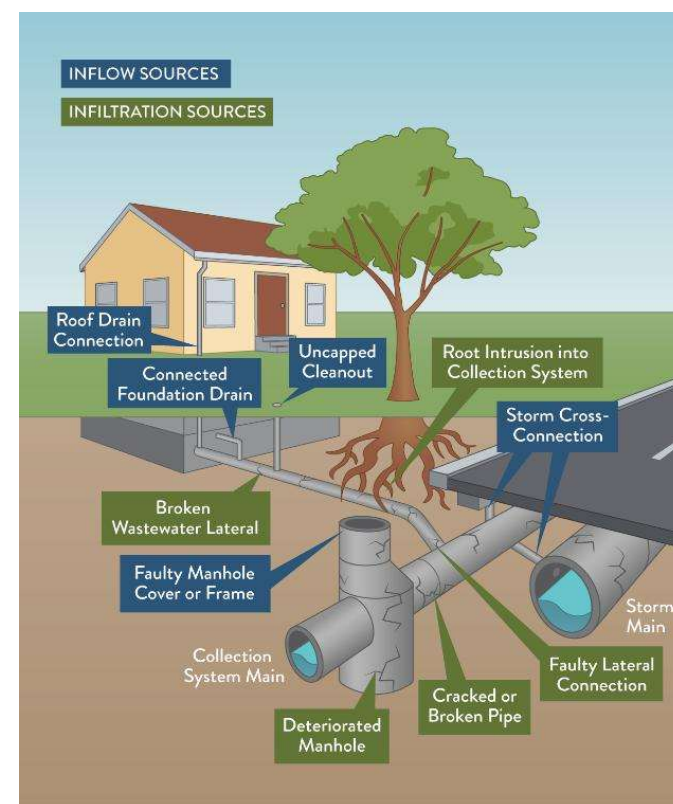 INFLOW SOURCES
INFILTRATION SOURCES
Roof Drain
Connection
Connected
Foundation Drain
Uncapped
Cleanout
Root Intrusion into
Collection System
Storm Cross-
Connection
Broken
Wastewater Lateral
Faulty Manhole
Cover or Frame
Storm
Main
Collection
System Main
Faulty Lateral
Connection
Cracked or
Broken Pipe
Deteriorated
Manhole